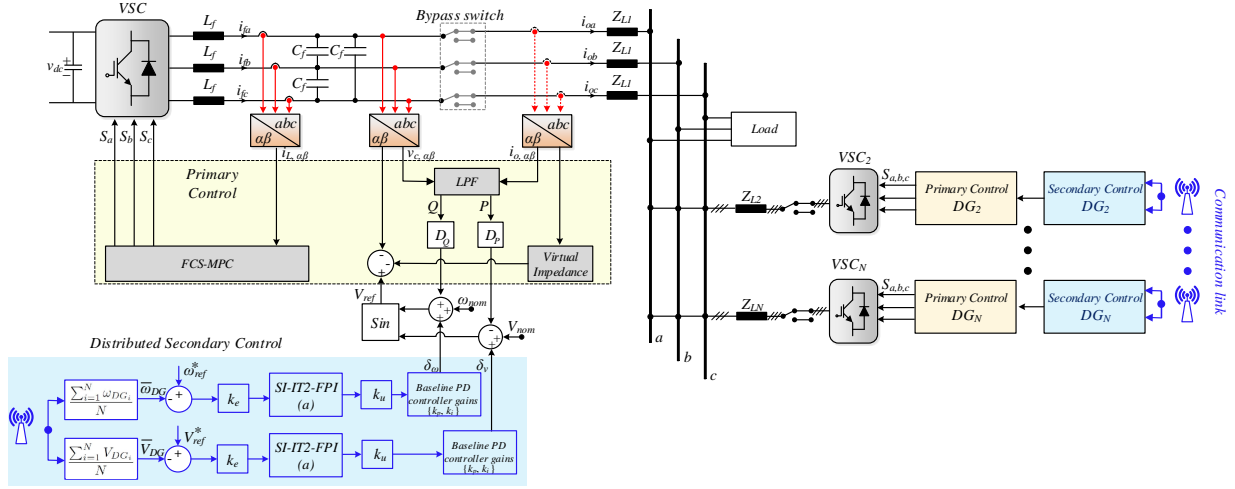 VSC
L_f
i_fa
C_f
C_f
Bypass switch
i_oa
Z_L1
v_dc
+
−
L_f
i_fb
C_f
i_ob
Z_L1
L_f
i_fc
i_oc
Z_L1
S_a
S_b
S_c
abc
αβ
abc
αβ
abc
αβ
i_L, αβ
v_c, αβ
i_o, αβ
Load
Primary
Control
LPF
Q
P
D_Q
D_P
FCS-MPC
Virtual
Impedance
V_ref
ω_nom
Sin
V_nom
a
b
c
VSC_2
S_a,b,c
Z_L2
Primary Control
DG_2
Secondary Control
DG_2
VSC_N
S_a,b,c
Z_LN
Primary Control
DG_N
Secondary Control
DG_N
Communication link
Distributed Secondary Control
δ_ω
δ_v
∑_{i=1}^{N} ω_{DG_i}
N
ω̅_DG
ω*_ref
k_e
SI-IT2-FPI
(a)
k_u
Baseline PD
controller gains
{k_p, k_i}
∑_{i=1}^{N} V_{DG_i}
N
V̅_DG
V_ref*
k_e
SI-IT2-FPI
(a)
k_u
Baseline PD
controller gains
{k_p, k_i}